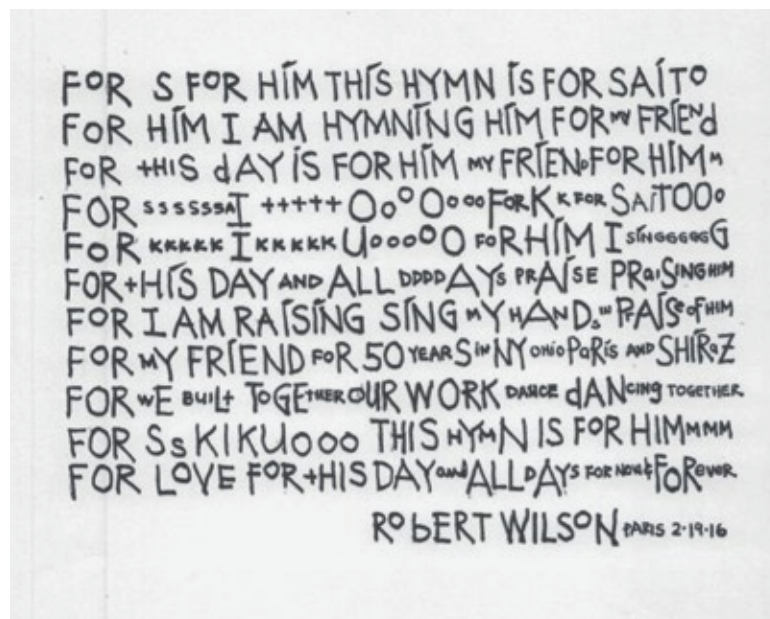 FoR S FoR HIM THIS HYMN IS FOR SAITO
FoR HIM I AM HYMNING HIM FOR MY FRIENd
FoR tHIS dAY IS FOR HIM MY FRIEND FOR HIM M
FOR ssssssAI +++++ OoOOooo FoR K K FOR SAiTOOo
FoR KKKKK I KKKKK UooooO FoR HIM I SINGGGGGG
FOR tHIS DAY AND ALL DDDDAYs PRAISE PRaISING HIM
FOR I AM RAISING SING MY HANDs IN PRAISE of HIM
FOR MY FRIEND FoR 50 YEARS iN NY OHiO PaRis AND SHIRaZ
FOR wE BUiLt ToGETHER OUR WORK DANCE dANcing TOGETHER.
FOR Ss KIKUooo THIS HYMN IS FoR HIMMMM
FOR LOVE FoR tHIS DAY and ALL DAYS FOR NOW & FoRever.
RobERT WILSON PARIS 2·19·16